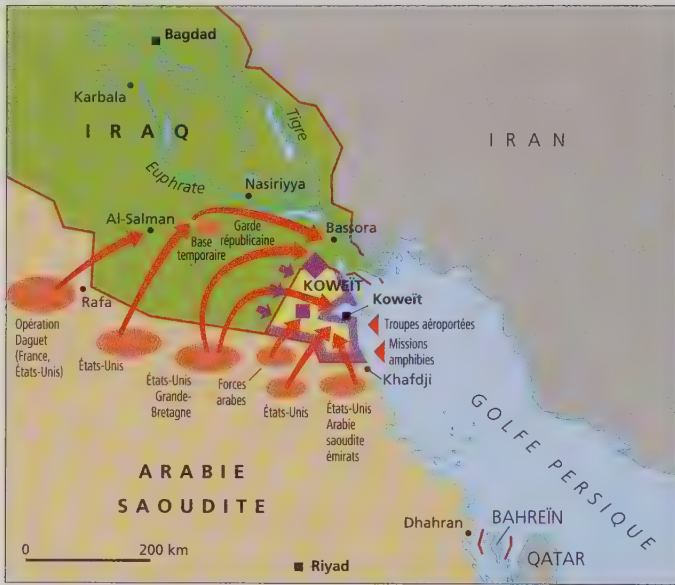 Bagdad
Karbala
IRAQ
Tigre
IRAN
Euphrate
Nasiriyya
Al-Salman
Garde
républicaine
Base
temporaire
Bassora
KOWEÏT
Koweït
Rafa
Troupes aéroportées
Missions
amphibies
Khafdji
Opération
Daguet
(France,
États-Unis)
États-Unis
États-Unis
Grande-
Bretagne
Forces
arabes
États-Unis
États-Unis
Arabie
saoudite
émirats
GOLFE PERSIQUE
ARABIE
SAOUDITE
Dhahran
BAHREÏN
QATAR
0 200 km
Riyad